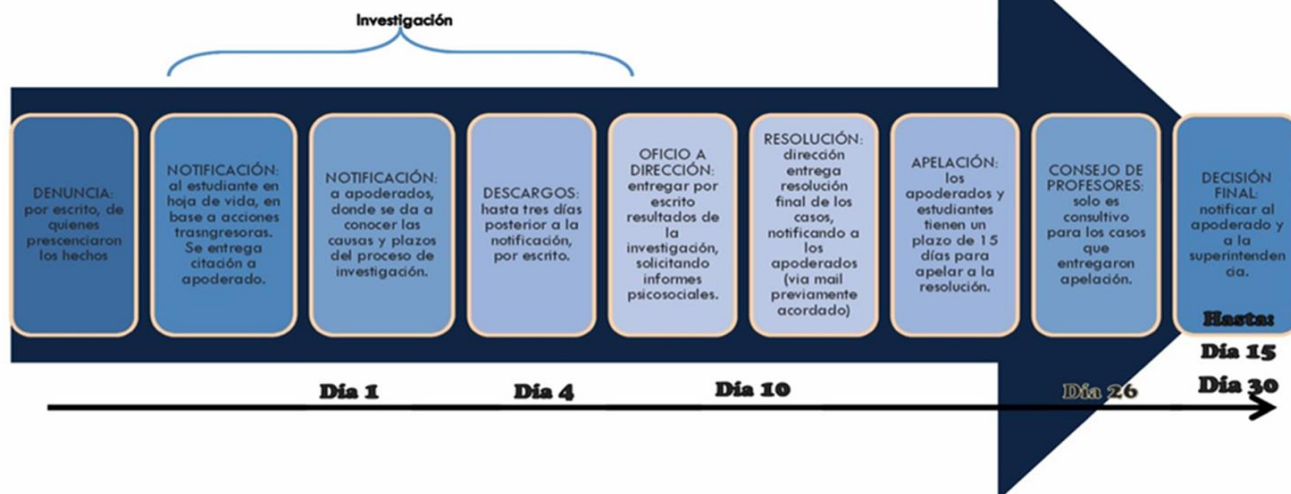 Investigación
DENUNCIA:
por escrito, de
quienes
prescenciaron
los hechos
NOTIFICACIÓN:
al estudiante en
hoja de vida, en
base a acciones
trasngresoras.
Se entrega
citación a
apoderado.
NOTIFICACIÓN:
a apoderados,
donde se da a
conocer las
causas y plazos
del proceso de
investigación.
DESCARGOS:
hasta tres días
posterior a la
notificación,
por escrito.
OFICIO A
DIRECCIÓN:
entregar por
escrito
resultados de
la
investigación,
solicitando
informes
psicosociales.
RESOLUCIÓN:
dirección
entrega
resolución
final de los
casos,
notificando a
los
apoderados
(via mail
previamente
acordado)
APELACIÓN:
los
apoderados y
estudiantes
tienen un
plazo de 15
días para
apelar a la
resolución.
CONSEJO DE
PROFESORES:
solo es
consultivo
para los casos
que
entregaron
apelación.
DECISIÓN
FINAL:
notificar al
apoderado y
a la
superintenden
cia.
Hasta:
Día 15
Día 30
Día 1
Día 4
Día 10
Día 26